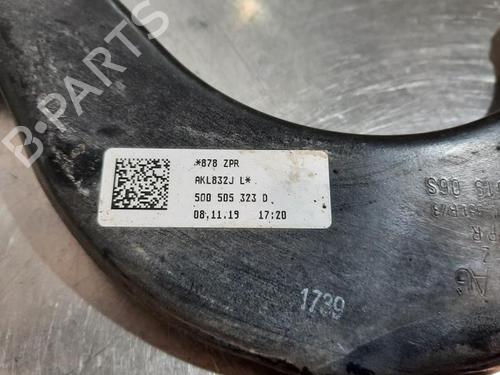 *878 ZPR
AKL832J L*
5Q0 505 323 D
08.11.19 17:20
1739
B-PARTS